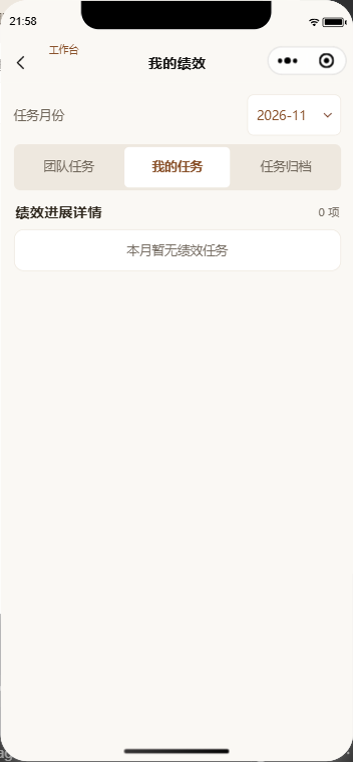 21:58
工作台
我的绩效
任务月份
2026-11
团队任务
我的任务
任务归档
绩效进展详情
0 项
本月暂无绩效任务